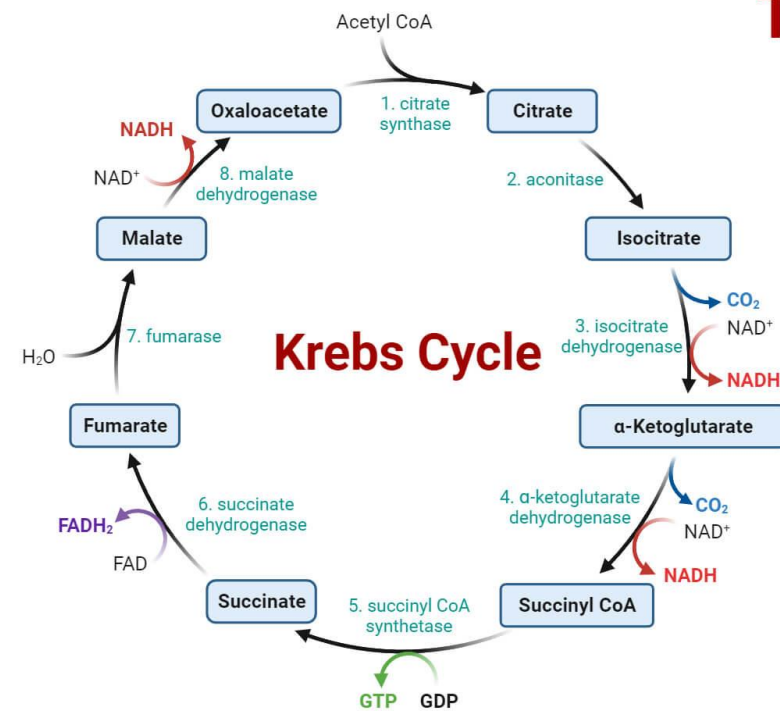 Acetyl CoA
Oxaloacetate
1. citrate
synthase
Citrate
NADH
NAD⁺
8. malate
dehydrogenase
2. aconitase
Malate
Isocitrate
CO₂
NAD⁺
NADH
3. isocitrate
dehydrogenase
7. fumarase
H₂O
Krebs Cycle
Fumarate
α-Ketoglutarate
6. succinate
dehydrogenase
FADH₂
FAD
4. α-ketoglutarate
dehydrogenase
CO₂
NAD⁺
NADH
Succinate
5. succinyl CoA
synthetase
Succinyl CoA
GTP
GDP